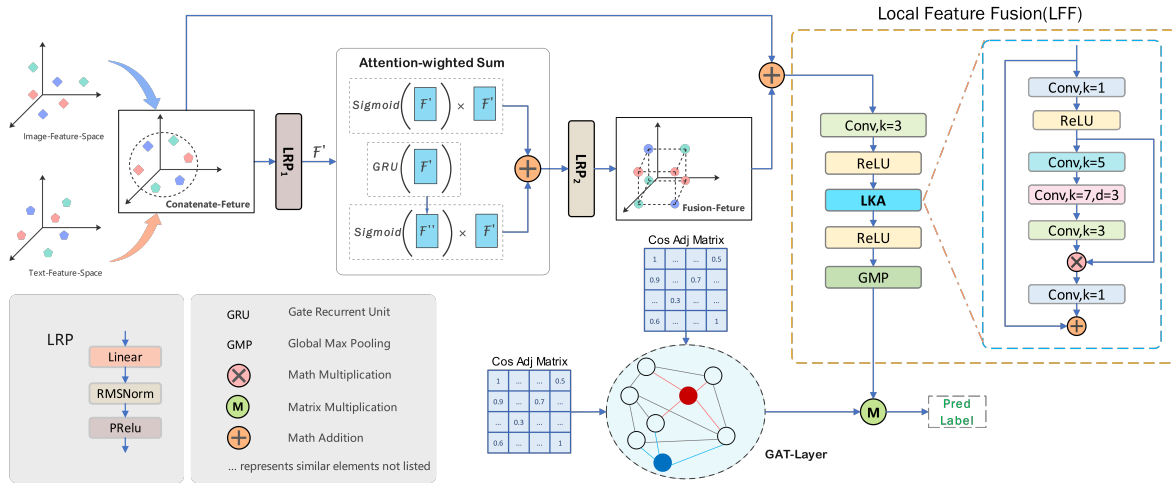 Local Feature Fusion(LFF)
Image-Feature-Space
Text-Feature-Space
Conatenate-Feture
LRP1
F'
Attention-wighted Sum
Sigmoid( F' ) × F'
GRU( F' )
Sigmoid( F'' ) × F'
LRP2
Fusion-Feture
Conv,k=3
ReLU
LKA
ReLU
GMP
Conv,k=1
ReLU
Conv,k=5
Conv,k=7,d=3
Conv,k=3
Conv,k=1
Cos Adj Matrix
1 ... ... 0.5
0.9 ... 0.7 ...
... 0.3 ... ...
0.6 ... ... 1
Cos Adj Matrix
1 ... ... 0.5
0.9 ... 0.7 ...
... 0.3 ... ...
0.6 ... ... 1
GAT-Layer
M
Pred
Label
LRP
Linear
RMSNorm
PRelu
GRU Gate Recurrent Unit
GMP Global Max Pooling
Math Multiplication
M Matrix Multiplication
Math Addition
... represents similar elements not listed